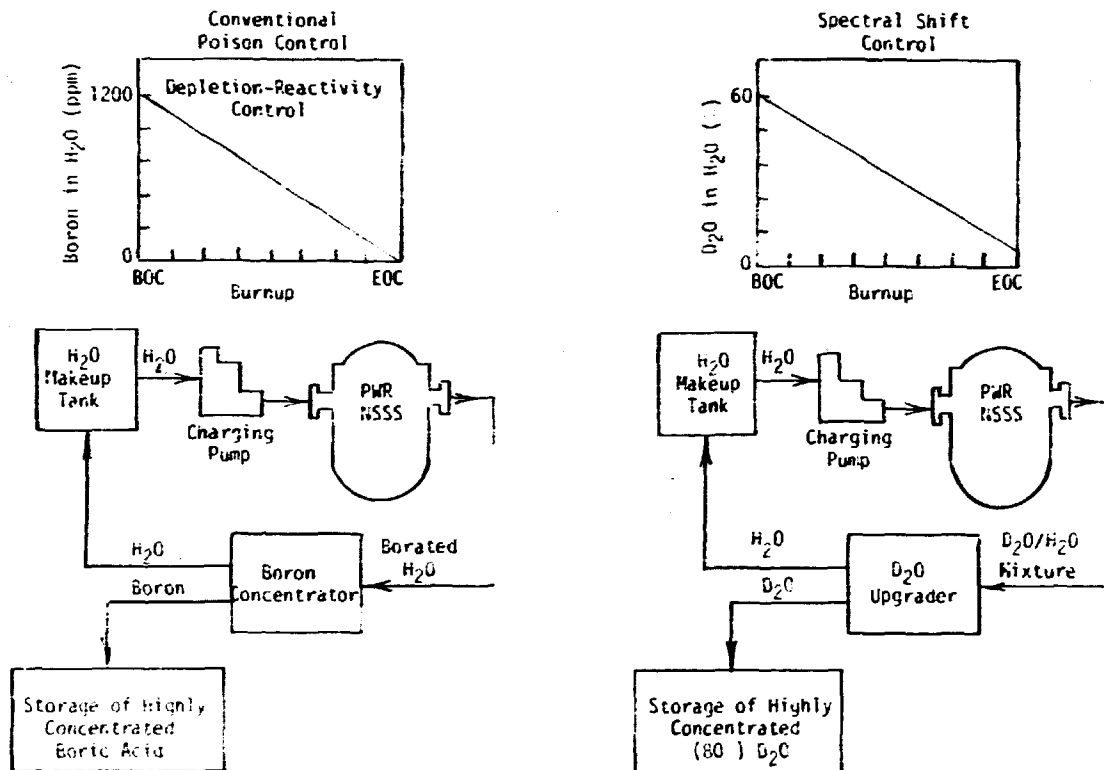 Conventional
Poison Control
Depletion-Reactivity
Control
Boron in H2O (ppm)
1200
0
BOC
EOC
Burnup
H2O
Makeup
Tank
H2O
Charging
Pump
PWR
NSSS
H2O
Boron
Boron
Concentrator
Borated
H2O
Storage of Highly
Concentrated
Boric Acid
Spectral Shift
Control
D2O in H2O
60
0
BOC
EOC
Burnup
H2O
Makeup
Tank
H2O
Charging
Pump
PWR
NSSS
H2O
D2O
D2O
Upgrader
D2O/H2O
Mixture
Storage of Highly
Concentrated
(80 ) D2O